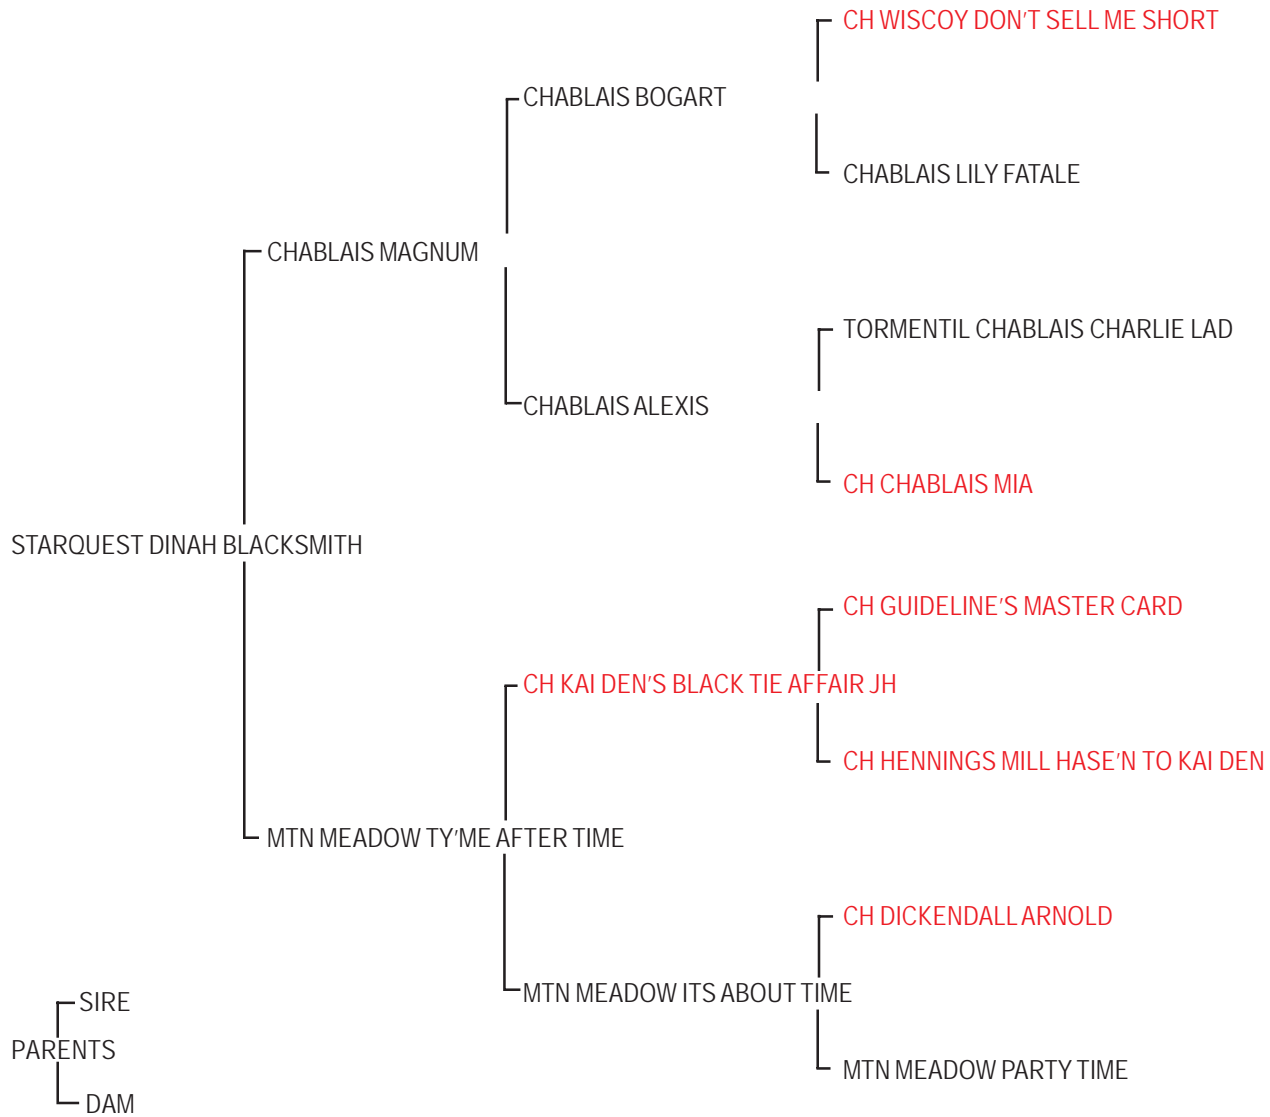 CH WISCOY DON'T SELL ME SHORT
CHABLAIS BOGART
CHABLAIS LILY FATALE
CHABLAIS MAGNUM
TORMENTIL CHABLAIS CHARLIE LAD
CHABLAIS ALEXIS
CH CHABLAIS MIA
STARQUEST DINAH BLACKSMITH
CH GUIDELINE'S MASTER CARD
CH KAI DEN'S BLACK TIE AFFAIR JH
CH HENNINGS MILL HASE'N TO KAI DEN
MTN MEADOW TY'ME AFTER TIME
CH DICKENDALL ARNOLD
MTN MEADOW ITS ABOUT TIME
MTN MEADOW PARTY TIME
SIRE
PARENTS
DAM